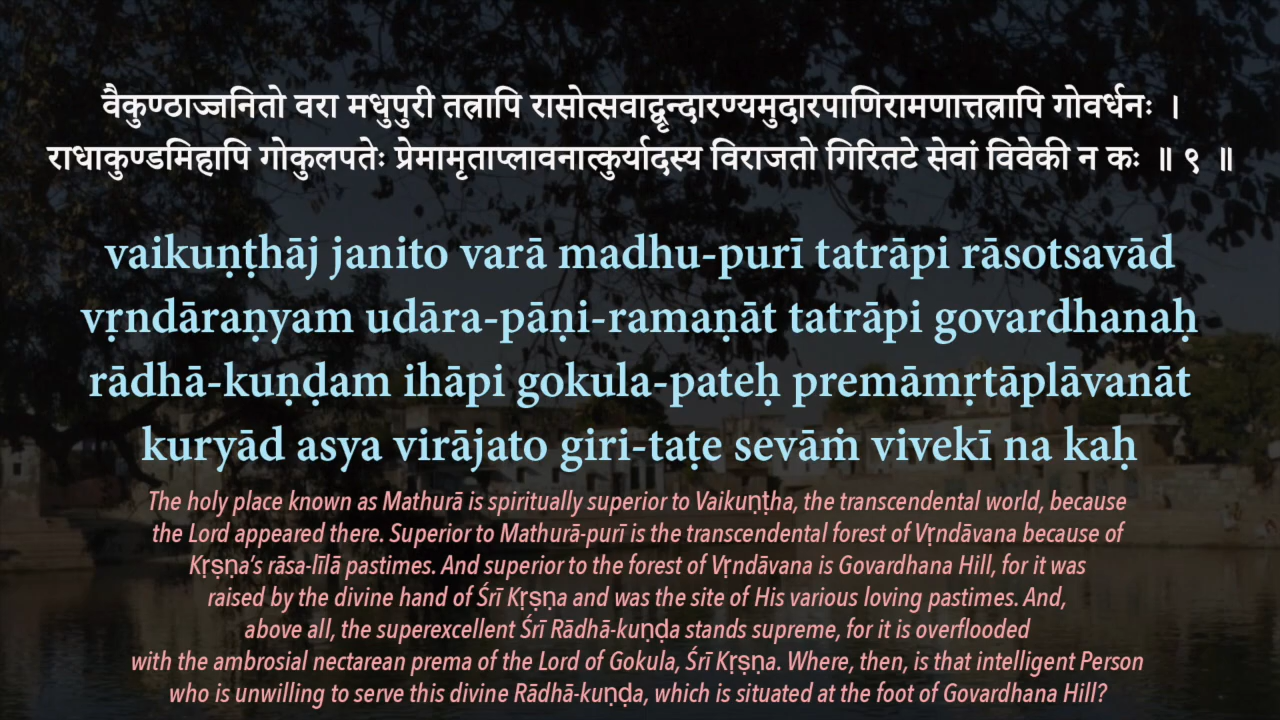 वैकुण्ठाज्जनितो वरा मधुपुरी तत्रापि रासोत्सवाद्वृन्दारण्यमुदारपाणिरामणात्तत्रापि गोवर्धनः ।
राधाकुण्डमिहापि गोकुलपतेः प्रेमामृताप्लावनात्कुर्यादस्य विराजतो गिरितटे सेवां विवेकी न कः ॥ ९ ॥
vaikuṇṭhāj janito varā madhu-purī tatrāpi rāsotsavād
vṛndāraṇyam udāra-pāṇi-ramaṇāt tatrāpi govardhanaḥ
rādhā-kuṇḍam ihāpi gokula-pateḥ premāmṛtāplāvanāt
kuryād asya virājato giri-taṭe sevāṁ vivekī na kaḥ
The holy place known as Mathurā is spiritually superior to Vaikuṇṭha, the transcendental world, because
the Lord appeared there. Superior to Mathurā-purī is the transcendental forest of Vṛndāvana because of
Kṛṣṇa’s rāsa-līlā pastimes. And superior to the forest of Vṛndāvana is Govardhana Hill, for it was
raised by the divine hand of Śrī Kṛṣṇa and was the site of His various loving pastimes. And,
above all, the superexcellent Śrī Rādhā-kuṇḍa stands supreme, for it is overflooded
with the ambrosial nectarean prema of the Lord of Gokula, Śrī Kṛṣṇa. Where, then, is that intelligent Person
who is unwilling to serve this divine Rādhā-kuṇḍa, which is situated at the foot of Govardhana Hill?